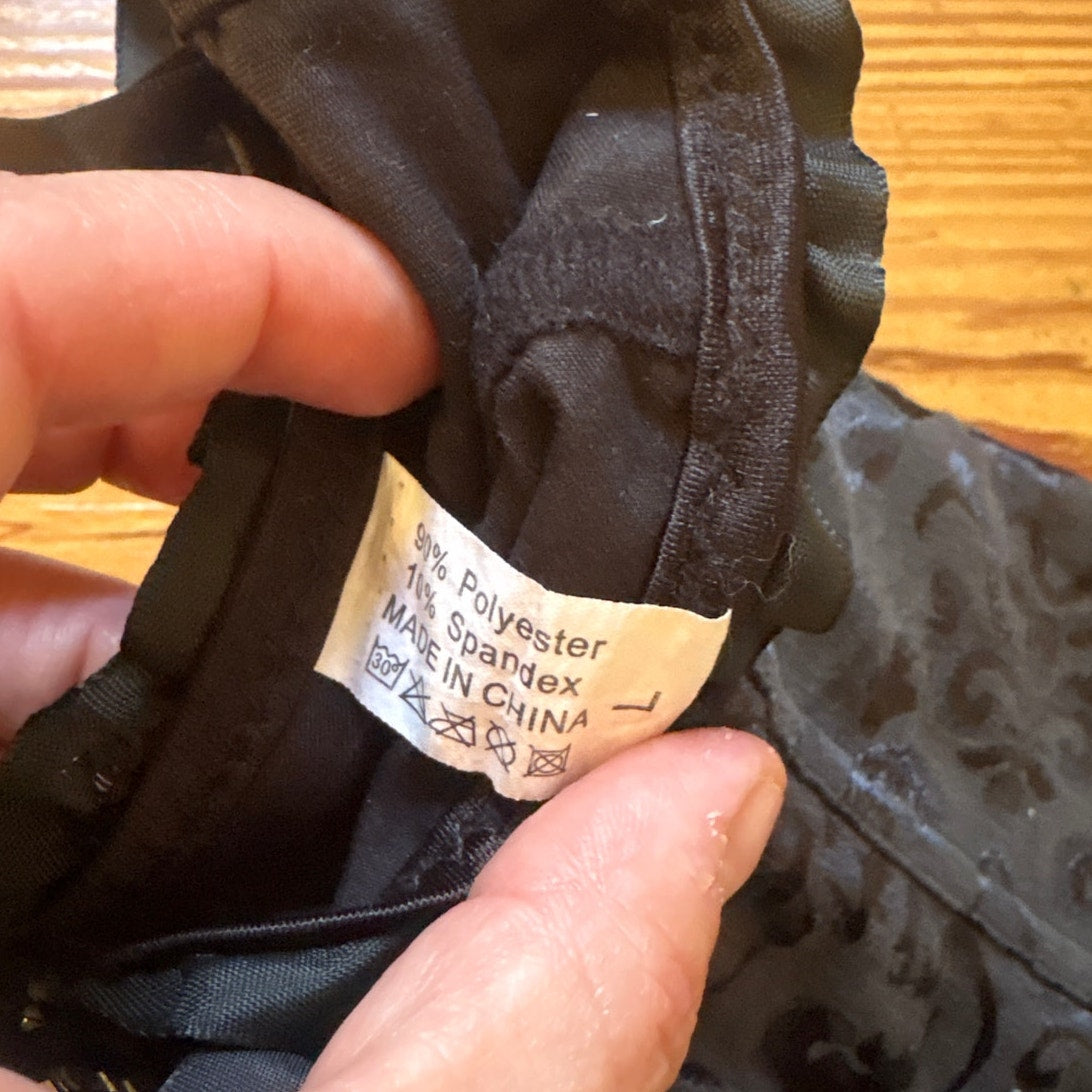 90% Polyester
10% Spandex
MADE IN CHINA
L
30